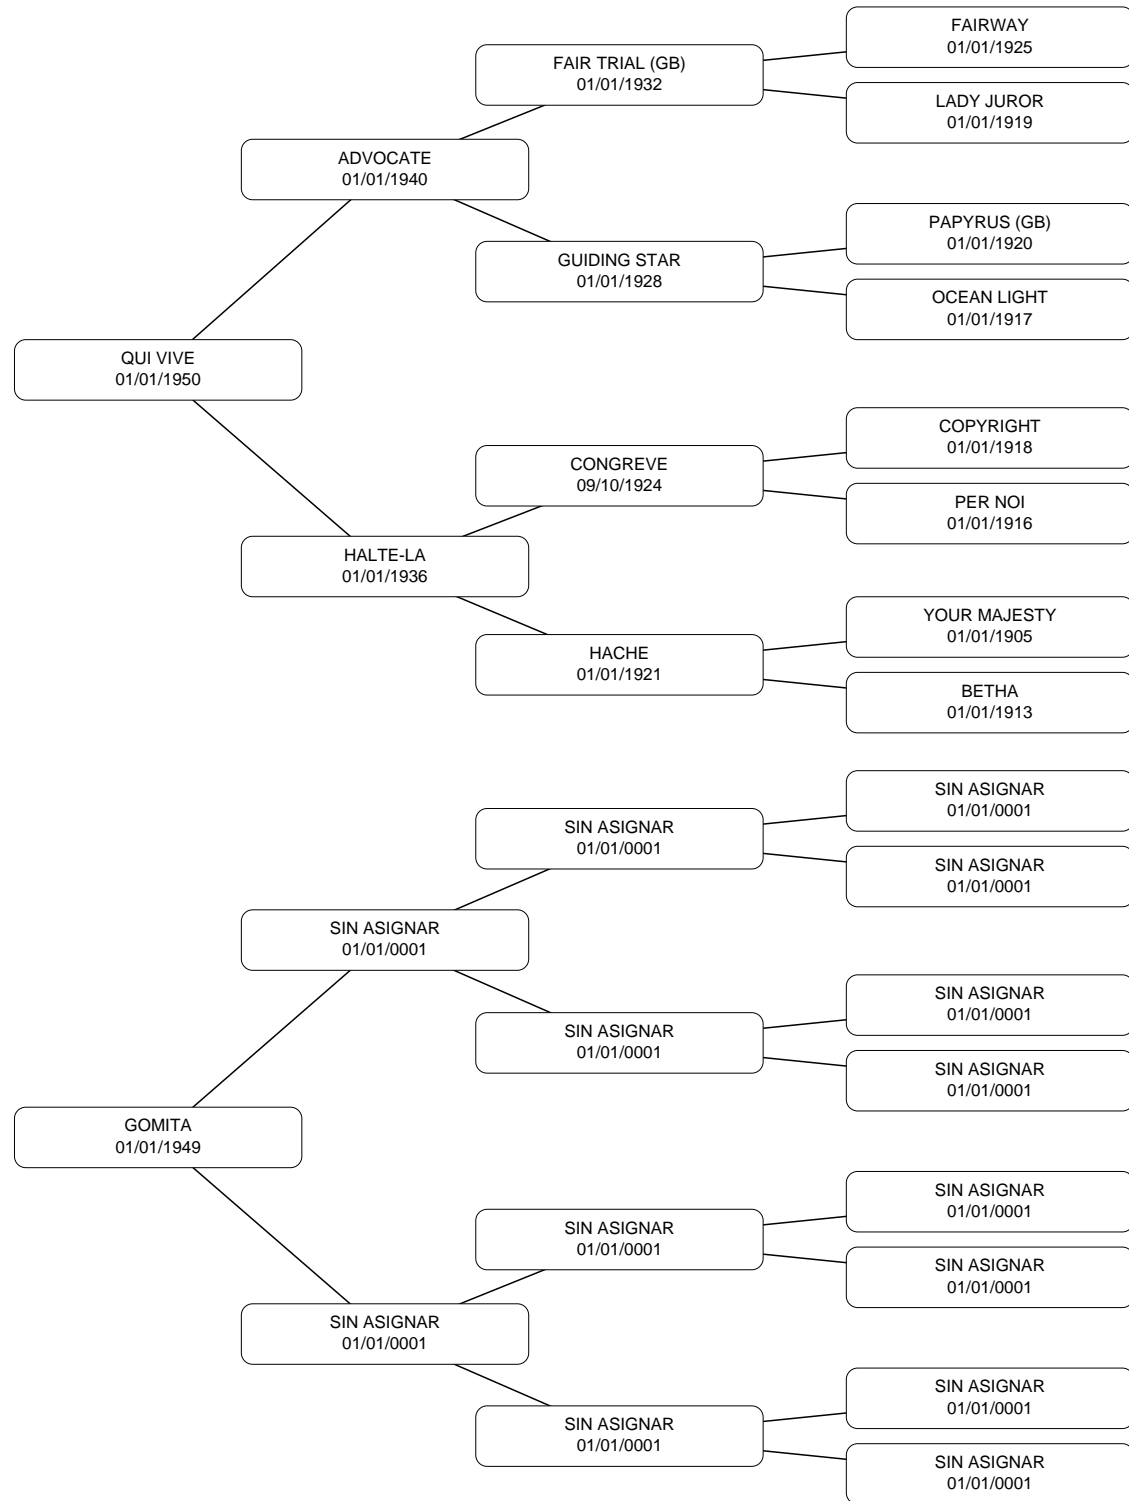 FAIRWAY
01/01/1925
FAIR TRIAL (GB)
01/01/1932
LADY JUROR
01/01/1919
ADVOCATE
01/01/1940
PAPYRUS (GB)
01/01/1920
GUIDING STAR
01/01/1928
OCEAN LIGHT
01/01/1917
QUI VIVE
01/01/1950
COPYRIGHT
01/01/1918
CONGREVE
09/10/1924
PER NOI
01/01/1916
HALTE-LA
01/01/1936
YOUR MAJESTY
01/01/1905
HACHE
01/01/1921
BETHA
01/01/1913
SIN ASIGNAR
01/01/0001
SIN ASIGNAR
01/01/0001
SIN ASIGNAR
01/01/0001
SIN ASIGNAR
01/01/0001
SIN ASIGNAR
01/01/0001
SIN ASIGNAR
01/01/0001
SIN ASIGNAR
01/01/0001
GOMITA
01/01/1949
SIN ASIGNAR
01/01/0001
SIN ASIGNAR
01/01/0001
SIN ASIGNAR
01/01/0001
SIN ASIGNAR
01/01/0001
SIN ASIGNAR
01/01/0001
SIN ASIGNAR
01/01/0001
SIN ASIGNAR
01/01/0001